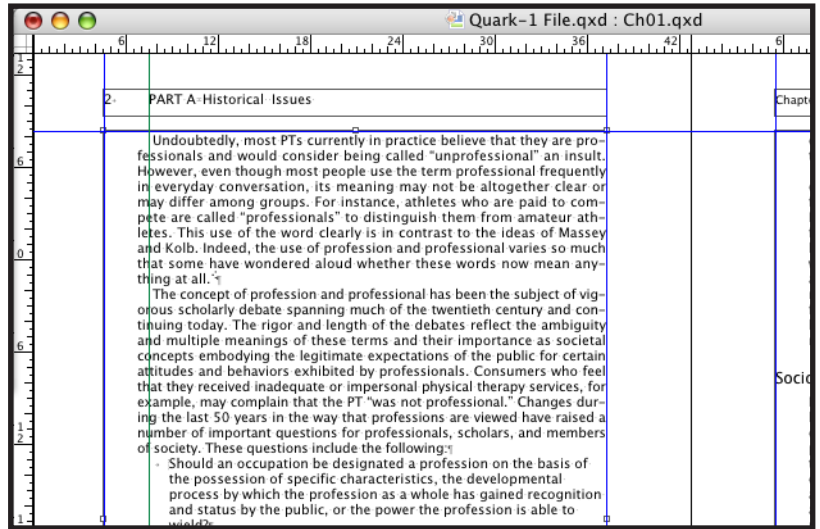 Quark-1 File.qxd : Ch01.qxd
6 12 18 24 30 36 42 6
1
2
2 PART A Historical Issues
Chapte
Undoubtedly, most PTs currently in practice believe that they are pro-
fessionals and would consider being called “unprofessional” an insult.
6
However, even though most people use the term professional frequently
in everyday conversation, its meaning may not be altogether clear or
may differ among groups. For instance, athletes who are paid to com-
pete are called “professionals” to distinguish them from amateur ath-
letes. This use of the word clearly is in contrast to the ideas of Massey
and Kolb. Indeed, the use of profession and professional varies so much
0
that some have wondered aloud whether these words now mean any-
thing at all.
The concept of profession and professional has been the subject of vig-
orous scholarly debate spanning much of the twentieth century and con-
tinuing today. The rigor and length of the debates reflect the ambiguity
6
and multiple meanings of these terms and their importance as societal
concepts embodying the legitimate expectations of the public for certain
attitudes and behaviors exhibited by professionals. Consumers who feel
Socio
that they received inadequate or impersonal physical therapy services, for
example, may complain that the PT “was not professional.” Changes dur-
ing the last 50 years in the way that professions are viewed have raised a
1
2
number of important questions for professionals, scholars, and members
of society. These questions include the following:
Should an occupation be designated a profession on the basis of
the possession of specific characteristics, the developmental
process by which the profession as a whole has gained recognition
and status by the public, or the power the profession is able to
1
wield?